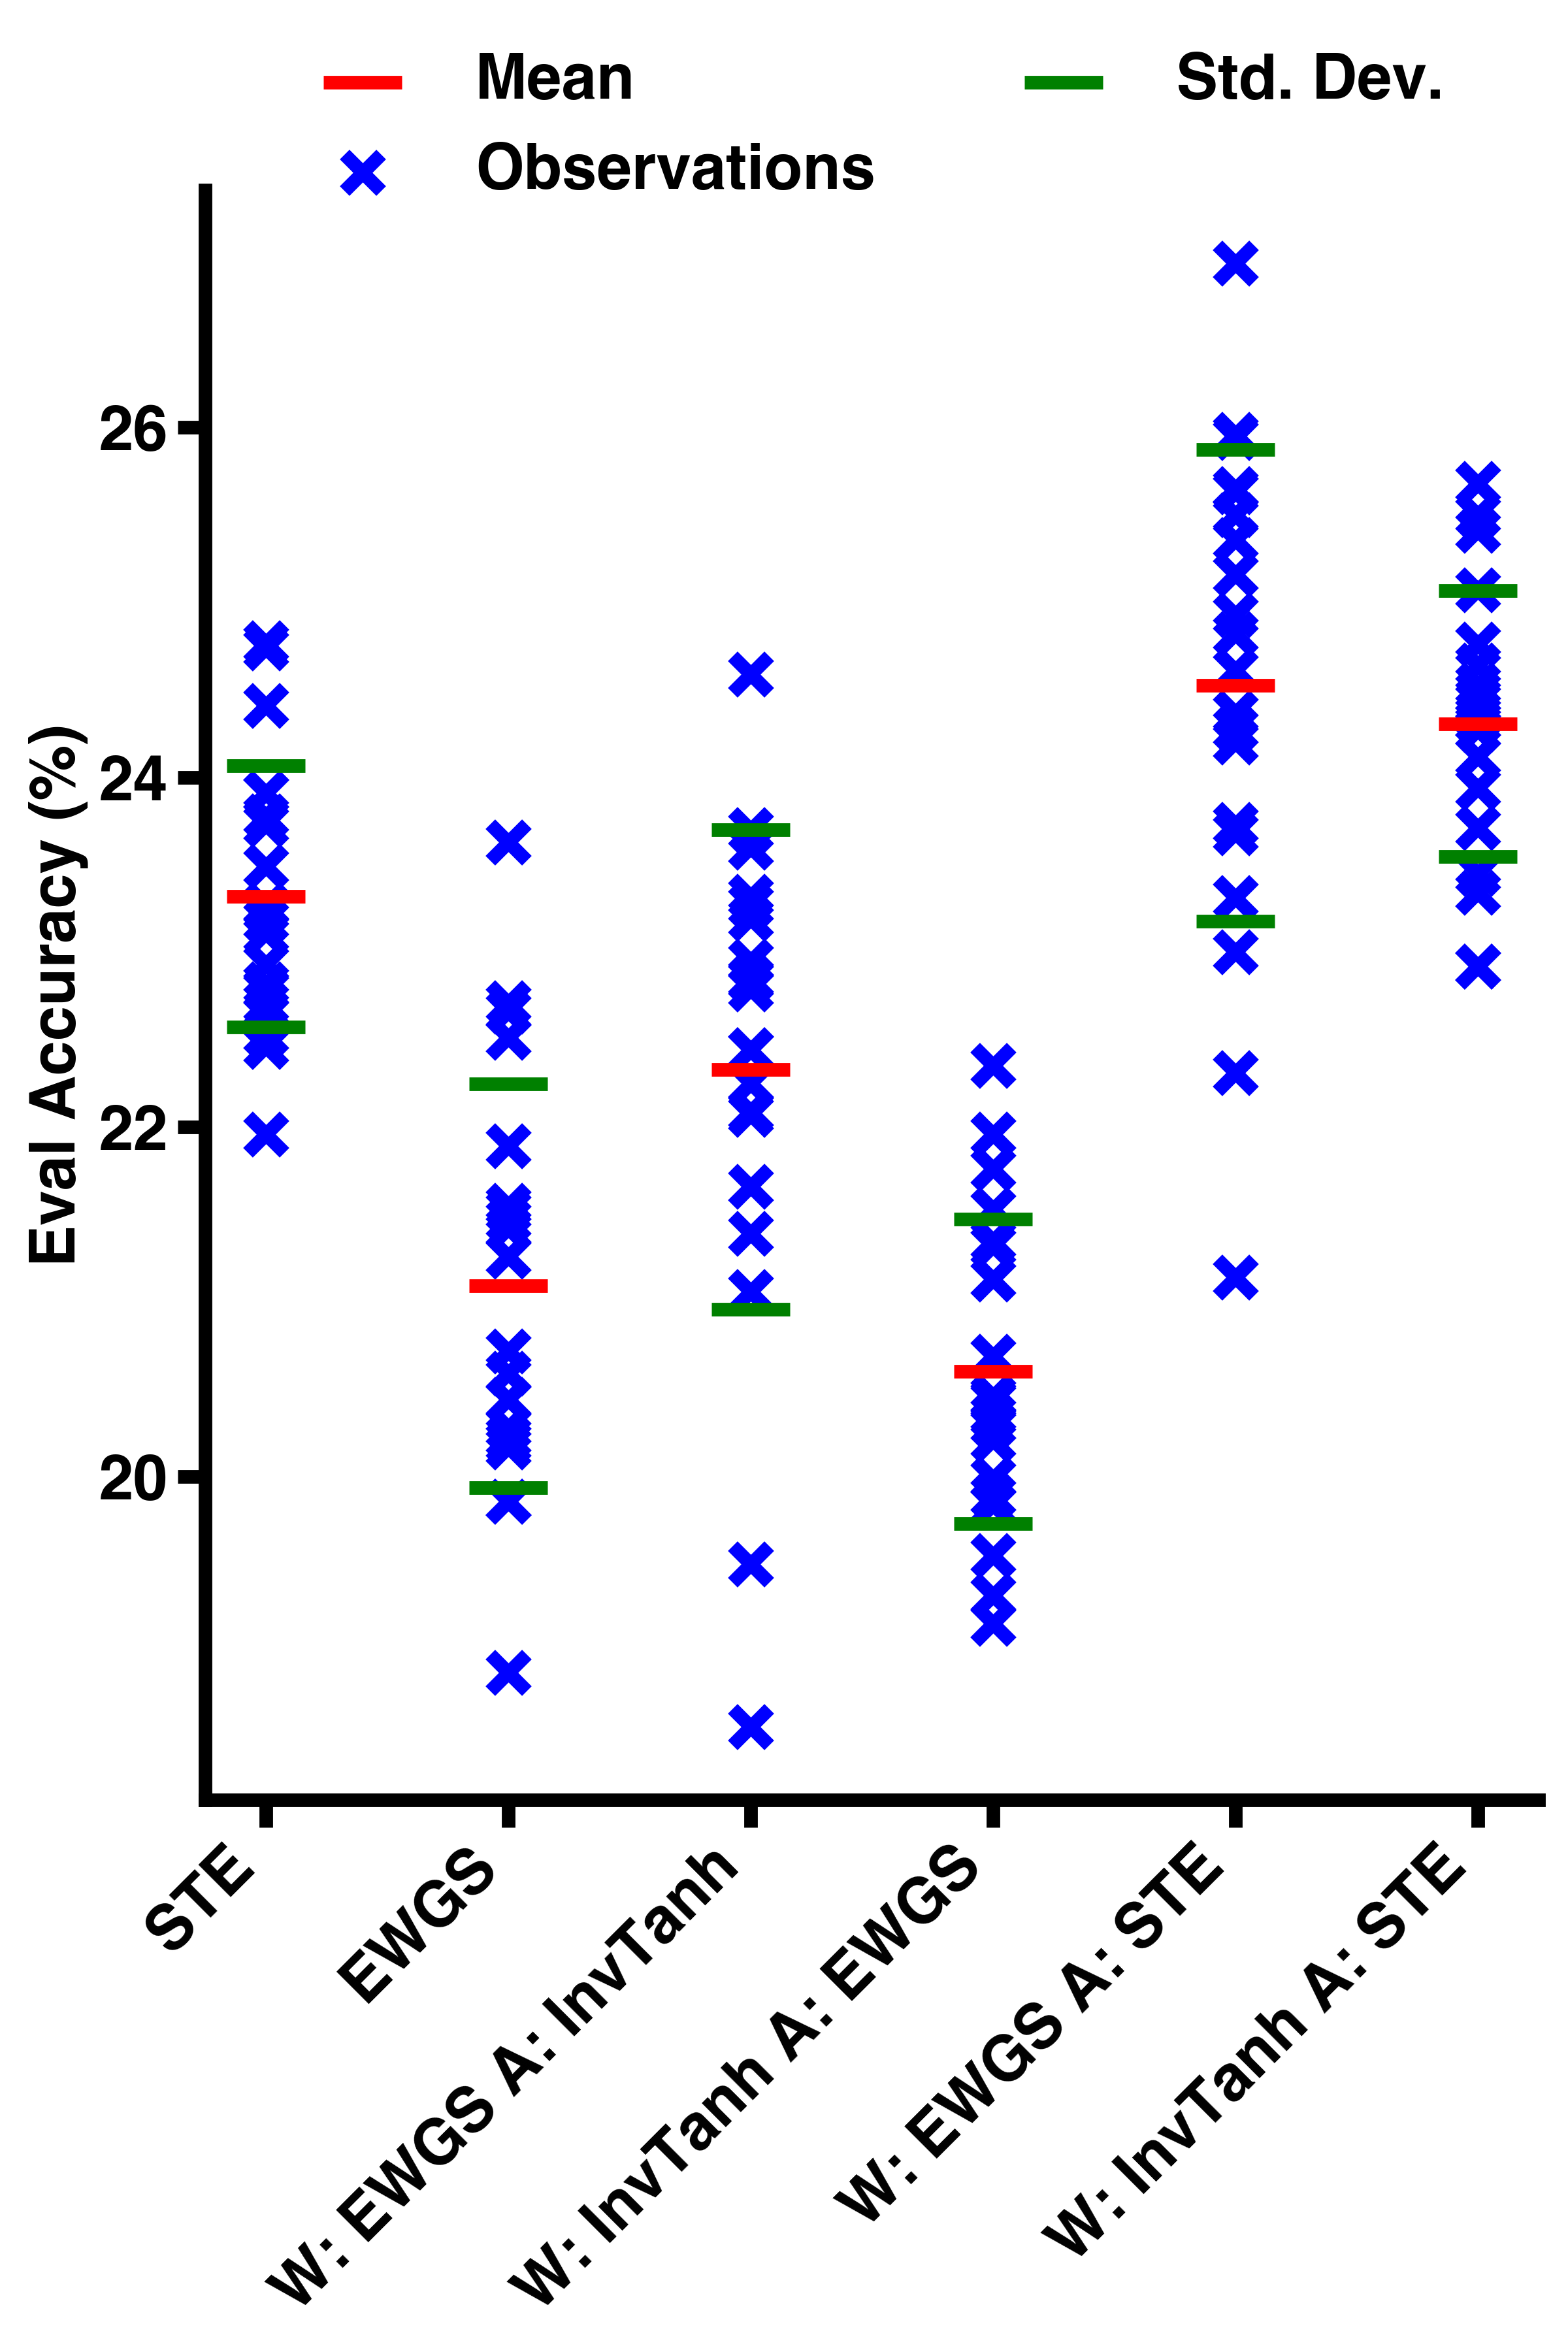 Mean
Std. Dev.
Observations
Eval Accuracy (%)
26
24
22
20
STE
EWGS
W: EWGS A: InvTanh
W: InvTanh A: EWGS
W: EWGS A: STE
W: InvTanh A: STE